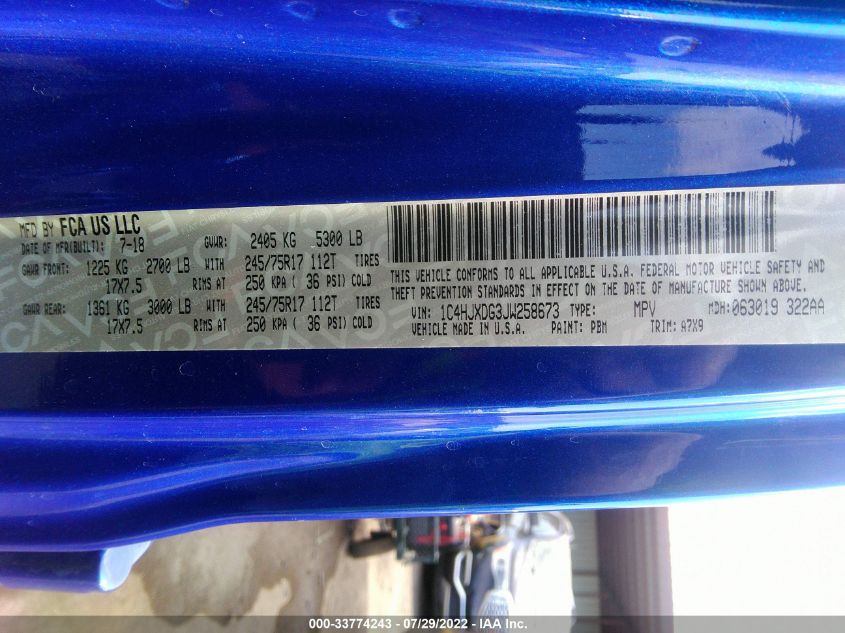 MFD BY FCA US LLC
DATE OF MFR(BUILT): 7-18 GVWR: 2405 KG 5300 LB
GAWR FRONT: 1225 KG 2700 LB WITH 245/75R17 112T TIRES
17X7.5 RIMS AT 250 KPA ( 36 PSI) COLD
GAWR REAR: 1361 KG 3000 LB WITH 245/75R17 112T TIRES
17X7.5 RIMS AT 250 KPA ( 36 PSI) COLD
THIS VEHICLE CONFORMS TO ALL APPLICABLE U.S.A. FEDERAL MOTOR VEHICLE SAFETY AND
THEFT PREVENTION STANDARDS IN EFFECT ON THE DATE OF MANUFACTURE SHOWN ABOVE.
VIN: 1C4HJXDG3JW258673 TYPE: MPV MDH: 063019 322AA
VEHICLE MADE IN U.S.A. PAINT: PBM TRIM: A7X9
000-33774243 - 07/29/2022 - IAA Inc.